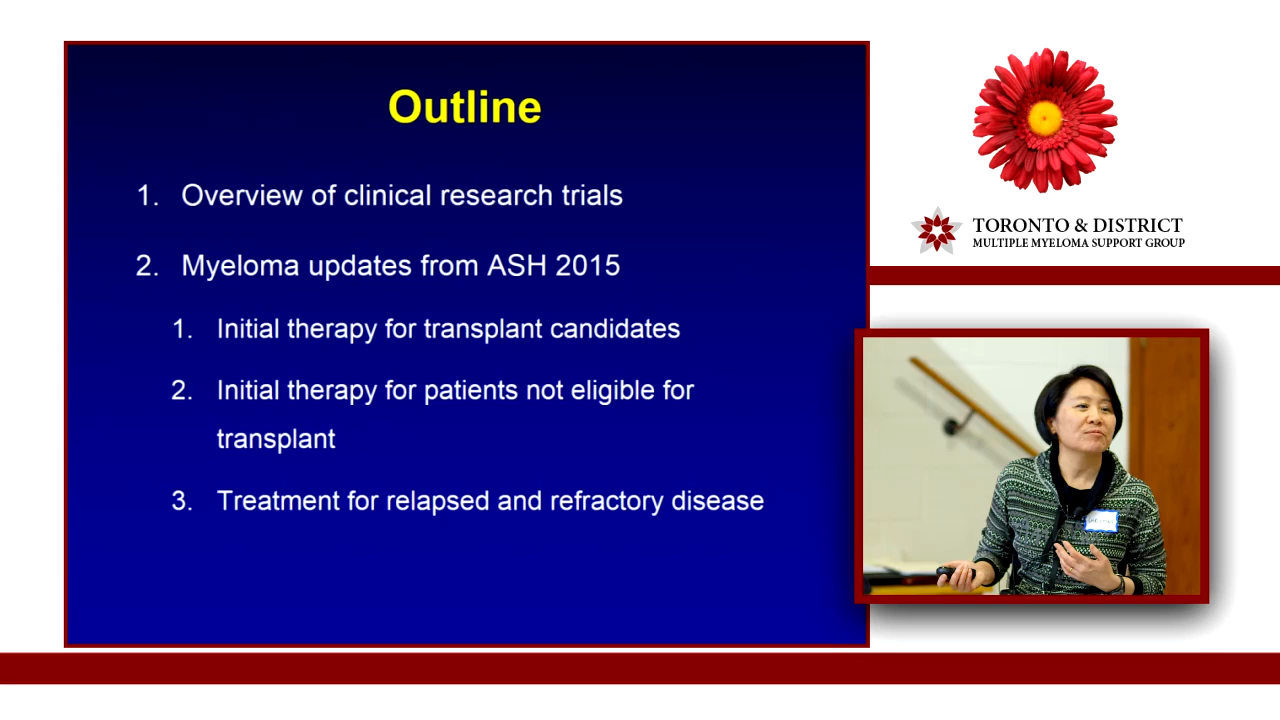 Outline
1. Overview of clinical research trials
2. Myeloma updates from ASH 2015
1. Initial therapy for transplant candidates
2. Initial therapy for patients not eligible for
transplant
3. Treatment for relapsed and refractory disease
TORONTO & DISTRICT
MULTIPLE MYELOMA SUPPORT GROUP